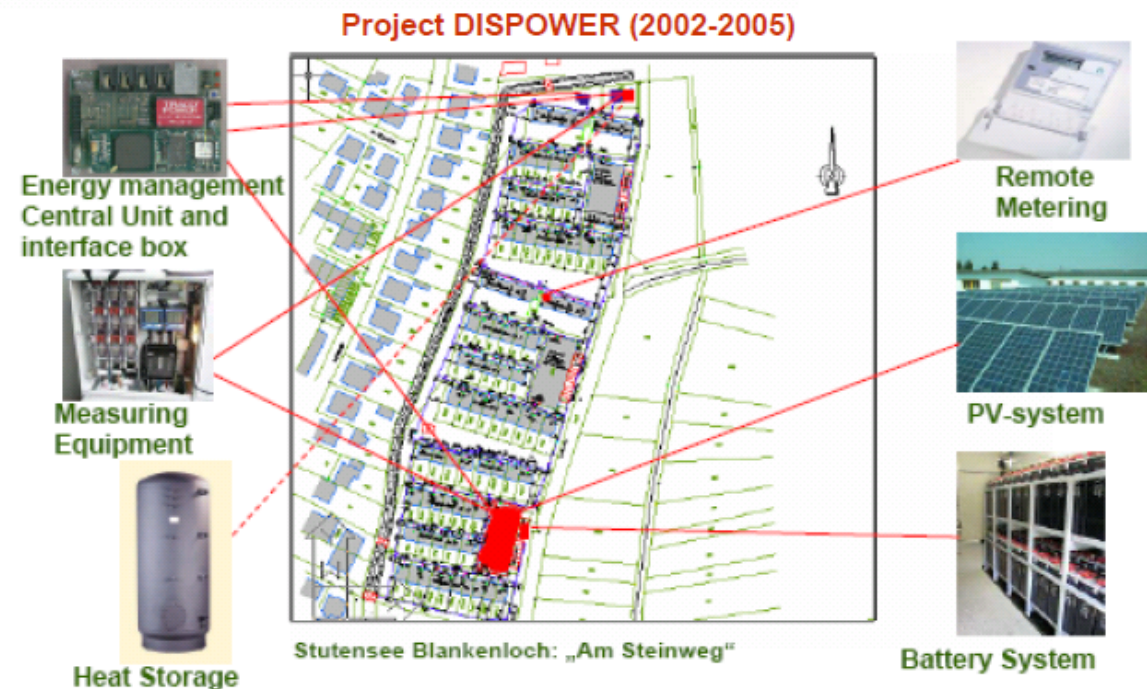 Project DISPOWER (2002-2005)
Energy management
Central Unit and
interface box
Measuring
Equipment
Heat Storage
Remote
Metering
PV-system
Battery System
Stutensee Blankenloch: „Am Steinweg“